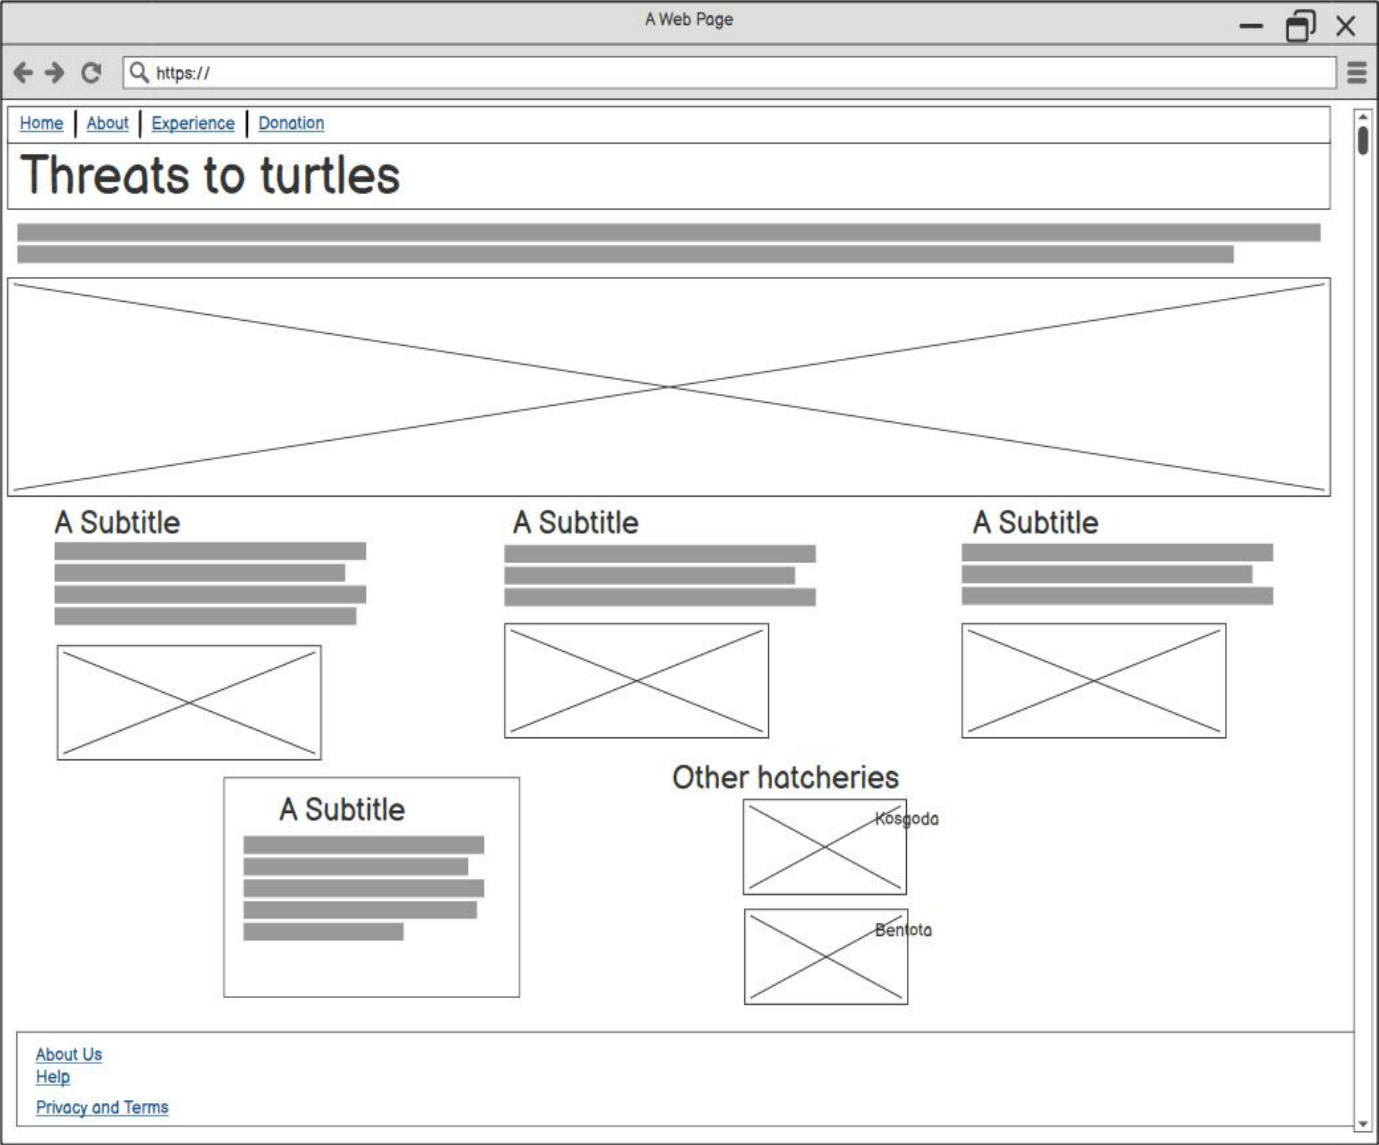 A Web Page
https://
Home About Experience Donation
Threats to turtles
A Subtitle
A Subtitle
A Subtitle
A Subtitle
Other hatcheries
Kosgoda
Bentota
About Us
Help
Privacy and Terms